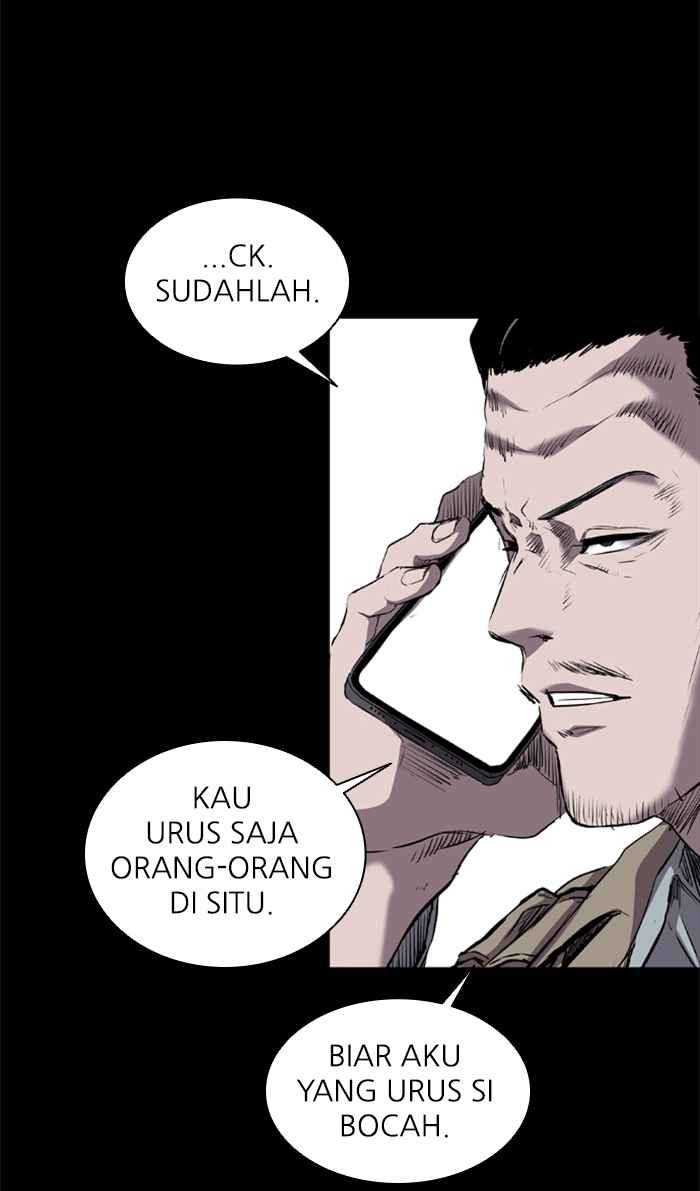 ...CK.
SUDAHLAH.
KAU
URUS SAJA
ORANG-ORANG
DI SITU.
BIAR AKU
YANG URUS SI
BOCAH.